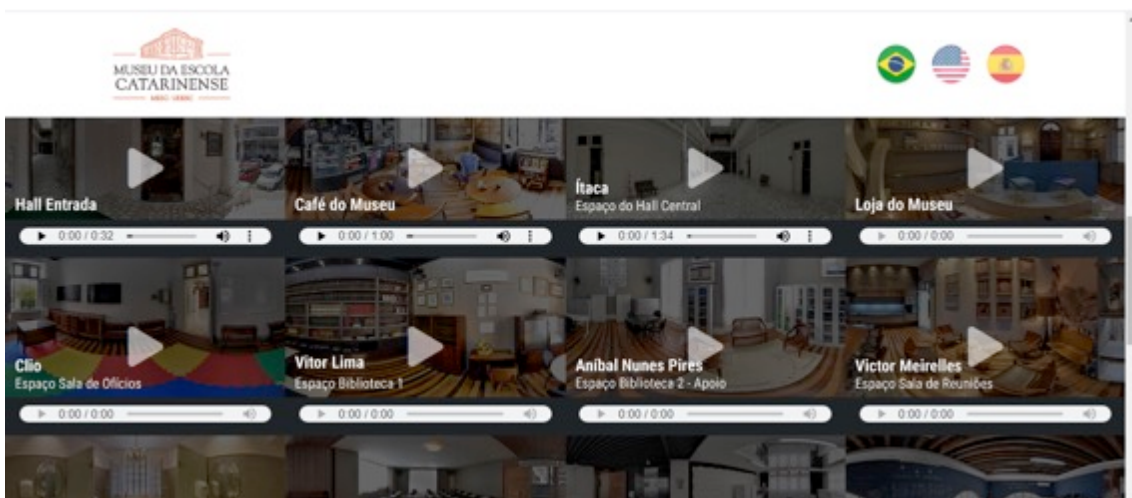 MUSEU DA ESCOLA
CATARINENSE
MESC UDESC
Hall Entrada
Café do Museu
Ítaca
Espaço do Hall Central
Loja do Museu
0:00 / 0:32
0:00 / 1:00
0:00 / 1:34
0:00 / 0:00
Clio
Espaço Sala de Ofícios
Vitor Lima
Espaço Biblioteca 1
Aníbal Nunes Pires
Espaço Biblioteca 2 - Apoio
Victor Meirelles
Espaço Sala de Reuniões
0:00 / 0:00
0:00 / 0:00
0:00 / 0:00
0:00 / 0:00